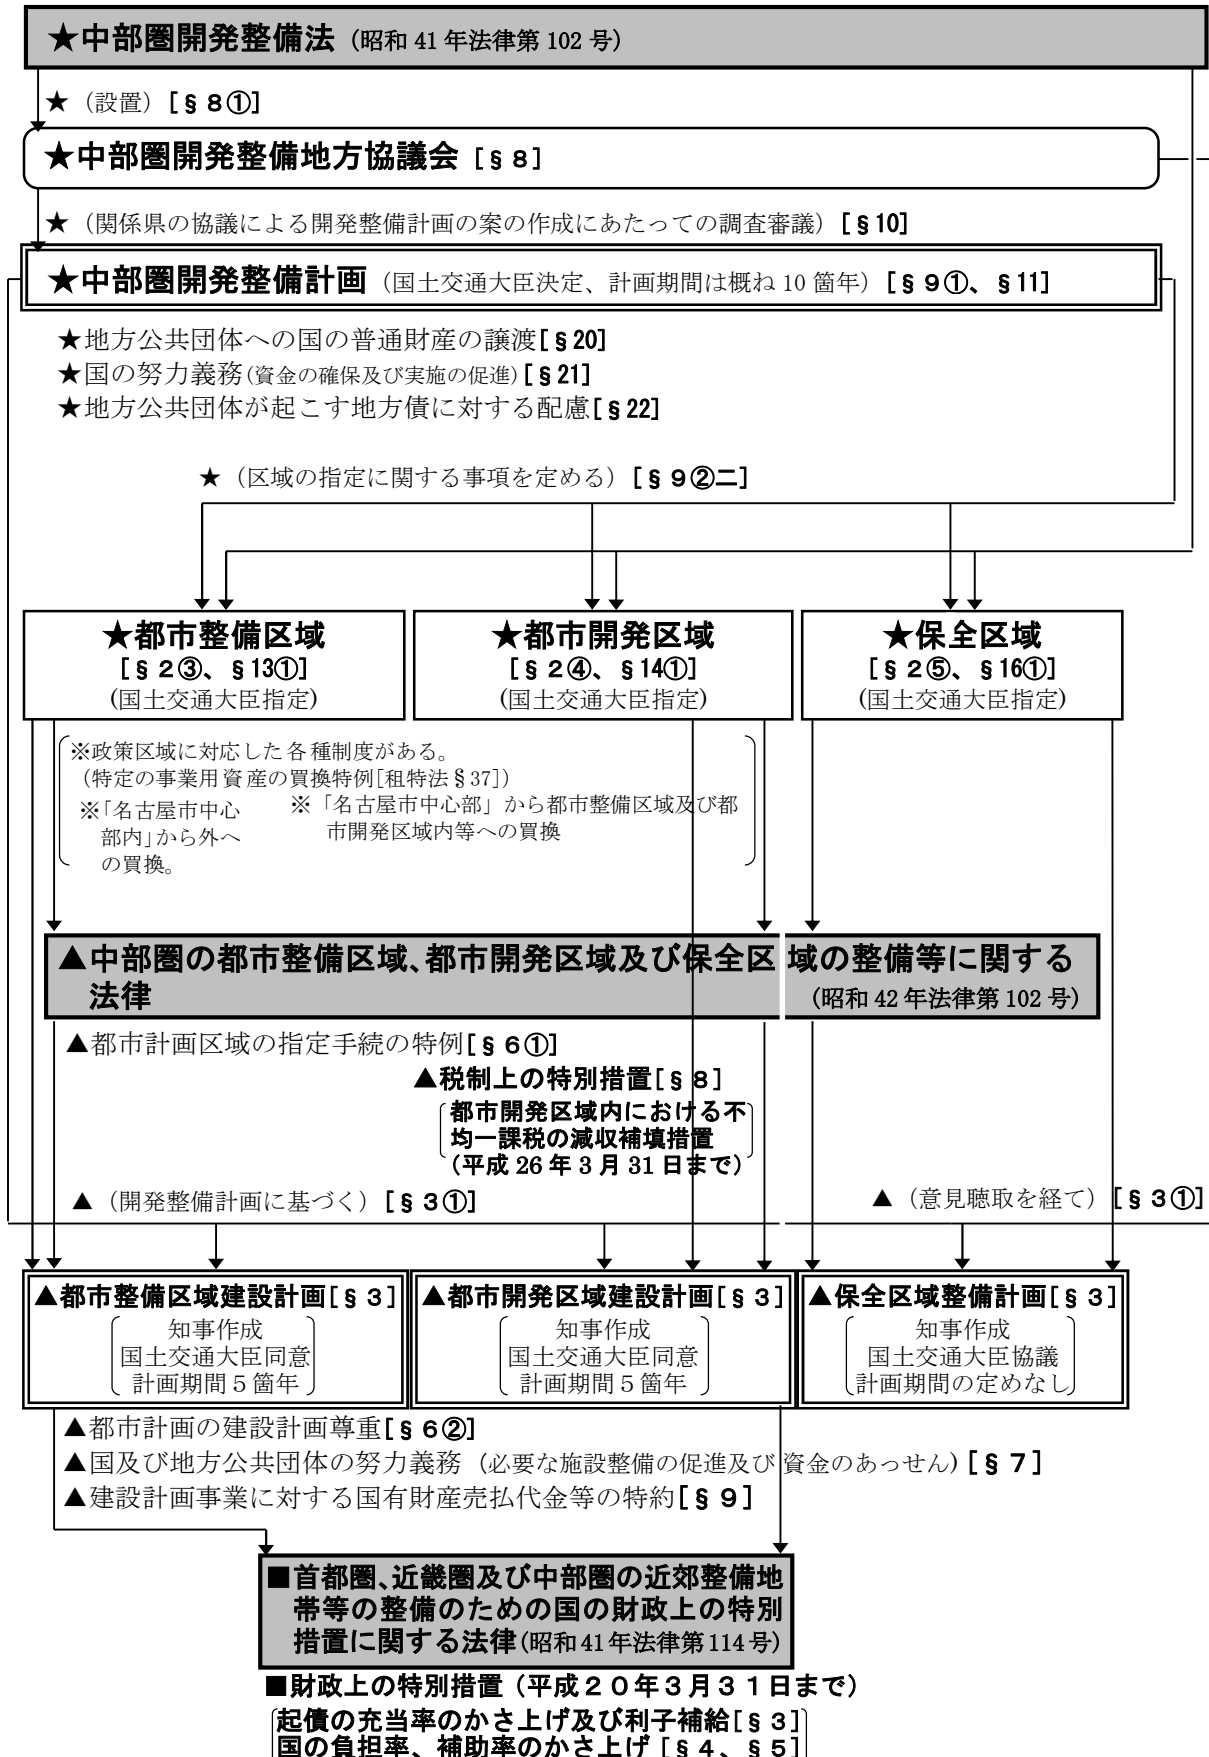 ★中部圏開発整備法（昭和 41 年法律第 102 号）
★（設置）[§８①]
★中部圏開発整備地方協議会 [§８]
★（関係県の協議による開発整備計画の案の作成にあたっての調査審議）[§10]
★中部圏開発整備計画（国土交通大臣決定、計画期間は概ね 10 箇年）[§９①、§11]
★地方公共団体への国の普通財産の譲渡[§20]
★国の努力義務(資金の確保及び実施の促進)[§21]
★地方公共団体が起こす地方債に対する配慮[§22]
★（区域の指定に関する事項を定める）[§９②二]
★都市整備区域
[§２③、§13①]
(国土交通大臣指定)
★都市開発区域
[§２④、§14①]
(国土交通大臣指定)
★保全区域
[§２⑤、§16①]
(国土交通大臣指定)
※政策区域に対応した各種制度がある。
（特定の事業用資産の買換特例[租特法§37]）
※「名古屋市中心
部内」から外へ
の買換。
※「名古屋市中心部」から都市整備区域及び都
市開発区域内等への買換
▲中部圏の都市整備区域、都市開発区域及び保全区域の整備等に関する
法律 （昭和 42 年法律第 102 号）
▲都市計画区域の指定手続の特例[§６①]
▲税制上の特別措置[§８]
都市開発区域内における不
均一課税の減収補填措置
（平成 26 年 3 月 31 日まで）
▲（開発整備計画に基づく）[§３①]
▲（意見聴取を経て）[§３①]
▲都市整備区域建設計画[§３]
知事作成
国土交通大臣同意
計画期間５箇年
▲都市開発区域建設計画[§３]
知事作成
国土交通大臣同意
計画期間５箇年
▲保全区域整備計画[§３]
知事作成
国土交通大臣協議
計画期間の定めなし
▲都市計画の建設計画尊重[§６②]
▲国及び地方公共団体の努力義務（必要な施設整備の促進及び資金のあっせん）[§７]
▲建設計画事業に対する国有財産売払代金等の特約[§９]
■首都圏、近畿圏及び中部圏の近郊整備地
帯等の整備のための国の財政上の特別
措置に関する法律（昭和 41 年法律第 114 号）
■財政上の特別措置（平成２０年３月３１日まで）
起債の充当率のかさ上げ及び利子補給[§３]
国の負担率、補助率のかさ上げ[§４、§５]